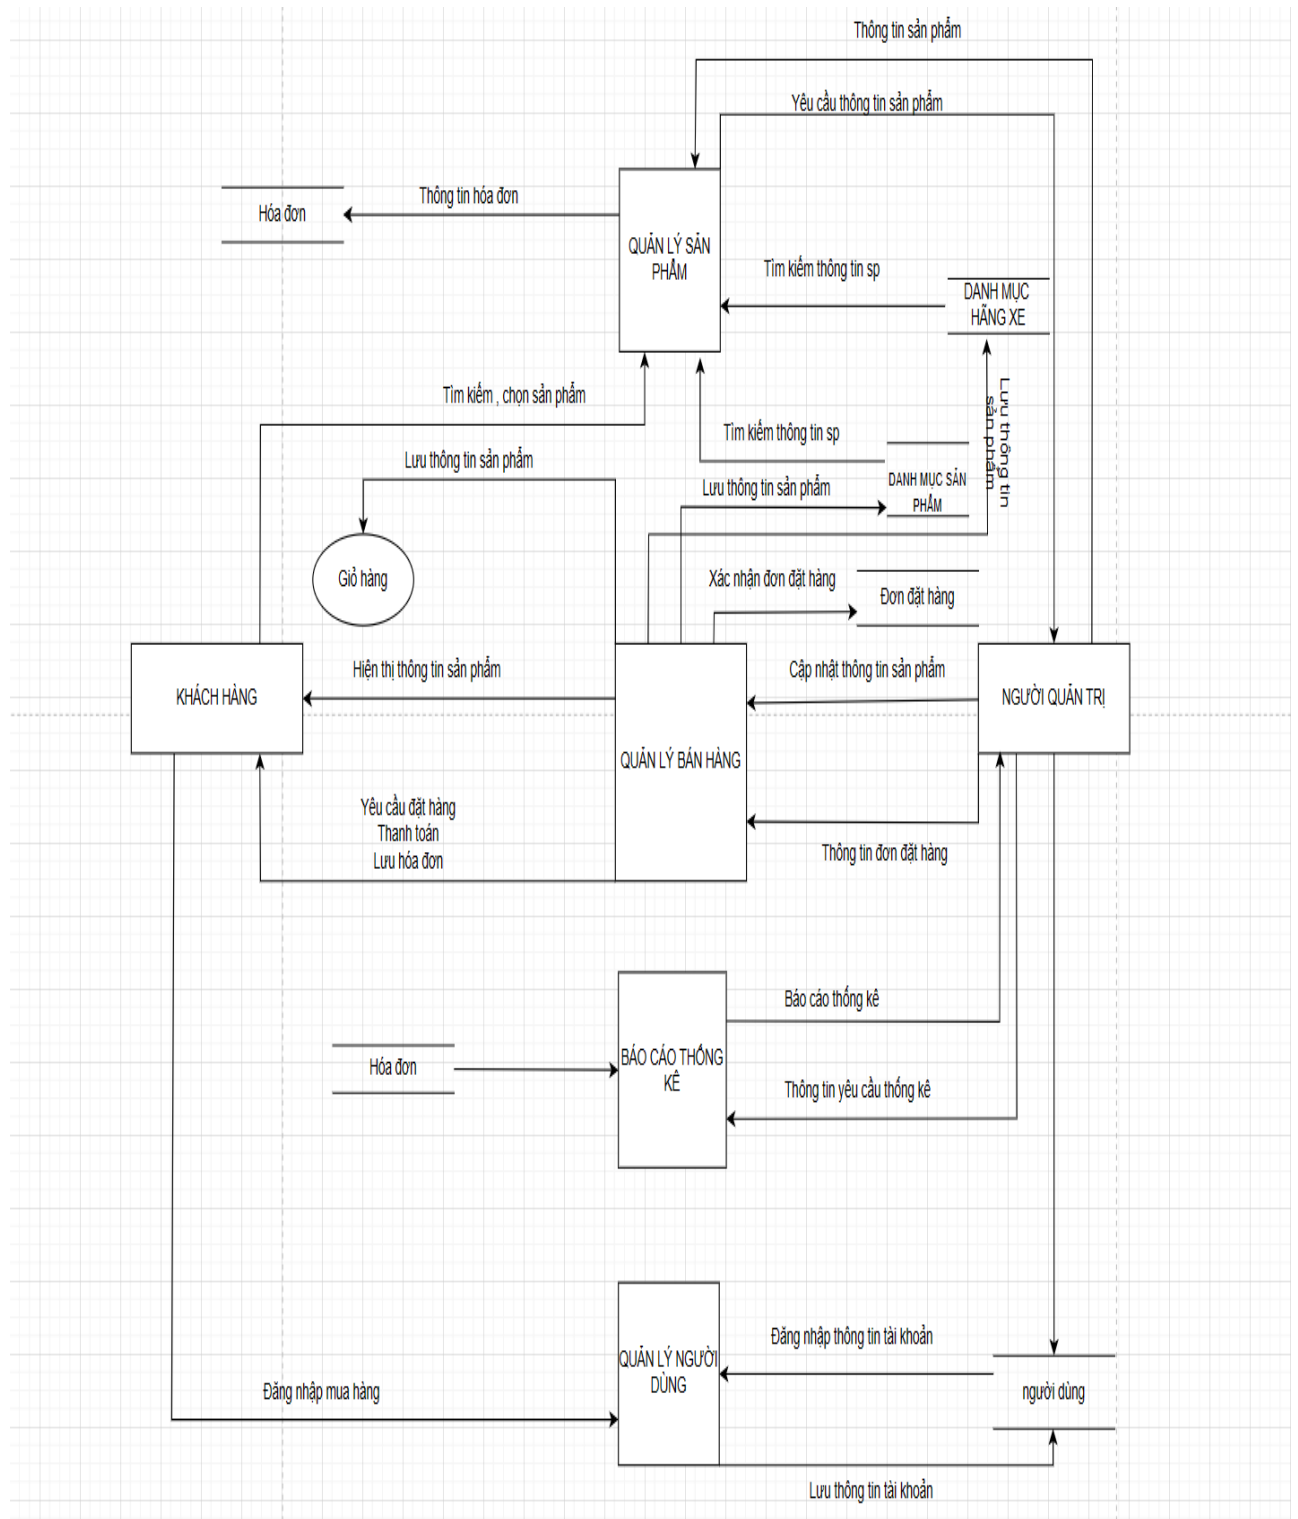 Thông tin sản phẩm
Yêu cầu thông tin sản phẩm
Thông tin hóa đơn
Hóa đơn
QUẢN LÝ SẢN
PHẨM
Tìm kiếm thông tin sp
DANH MỤC
HÃNG XE
Lưu thông tin
sản phẩm
Tìm kiếm , chọn sản phẩm
Tìm kiếm thông tin sp
Lưu thông tin sản phẩm
Lưu thông tin sản phẩm
DANH MỤC SẢN
PHẨM
Giỏ hàng
Xác nhận đơn đặt hàng
Đơn đặt hàng
KHÁCH HÀNG
Hiện thị thông tin sản phẩm
Cập nhật thông tin sản phẩm
NGƯỜI QUẢN TRỊ
QUẢN LÝ BÁN HÀNG
Yêu cầu đặt hàng
Thanh toán
Lưu hóa đơn
Thông tin đơn đặt hàng
Báo cáo thống kê
Hóa đơn
BÁO CÁO THỐNG
KÊ
Thông tin yêu cầu thống kê
Đăng nhập thông tin tài khoản
QUẢN LÝ NGƯỜI
DÙNG
Đăng nhập mua hàng
người dùng
Lưu thông tin tài khoản